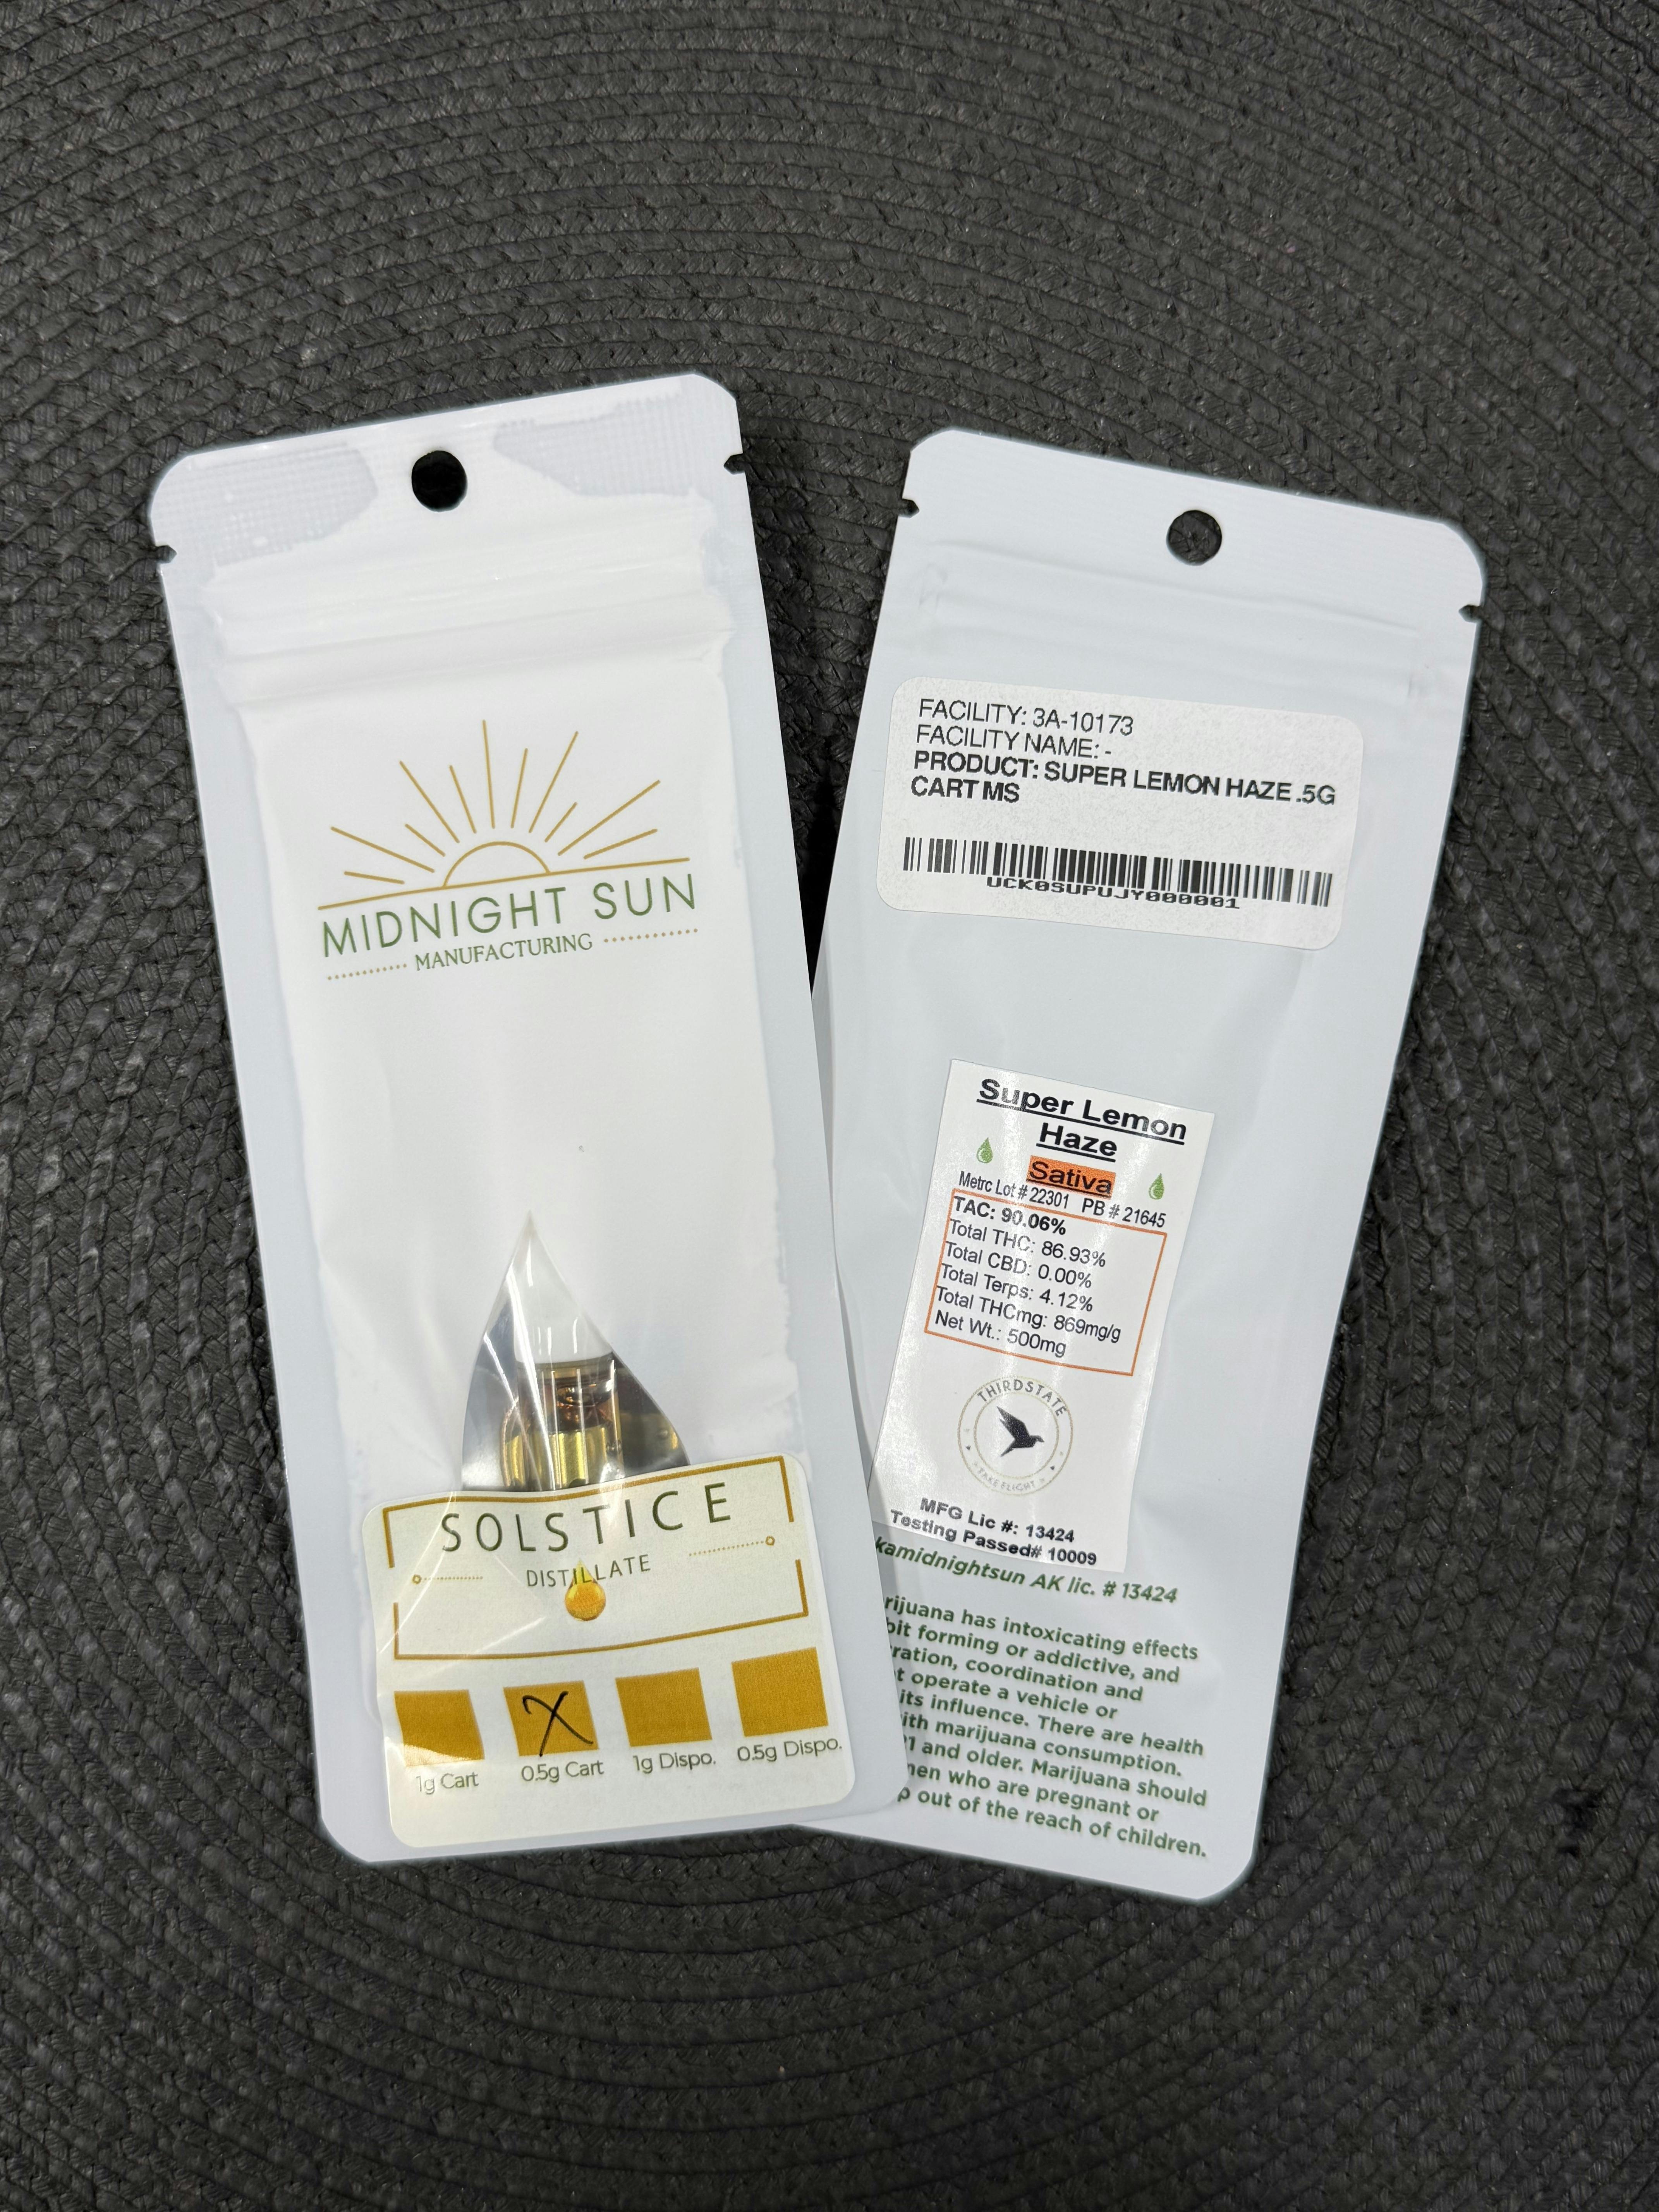 MIDNIGHT SUN
MANUFACTURING
SOLSTICE
DISTILLATE
X
1g Cart 0.5g Cart 1g Dispo. 0.5g Dispo.
FACILITY: 3A-10173
FACILITY NAME: -
PRODUCT: SUPER LEMON HAZE .5G
CART MS
UCK0SUPUJY000001
Super Lemon
Haze
Sativa
Metrc Lot # 22301 PB # 21645
TAC: 90.06%
Total THC: 86.93%
Total CBD: 0.00%
Total Terps: 4.12%
Total THCmg: 869mg/g
Net Wt.: 500mg
THIRDSTATE
TAKE FLIGHT
MFG Lic #: 13424
Testing Passed# 10009
kamidnightsun AK lic. # 13424
rijuana has intoxicating effects
bit forming or addictive, and
ration, coordination and
t operate a vehicle or
its influence. There are health
ith marijuana consumption.
1 and older. Marijuana should
men who are pregnant or
p out of the reach of children.